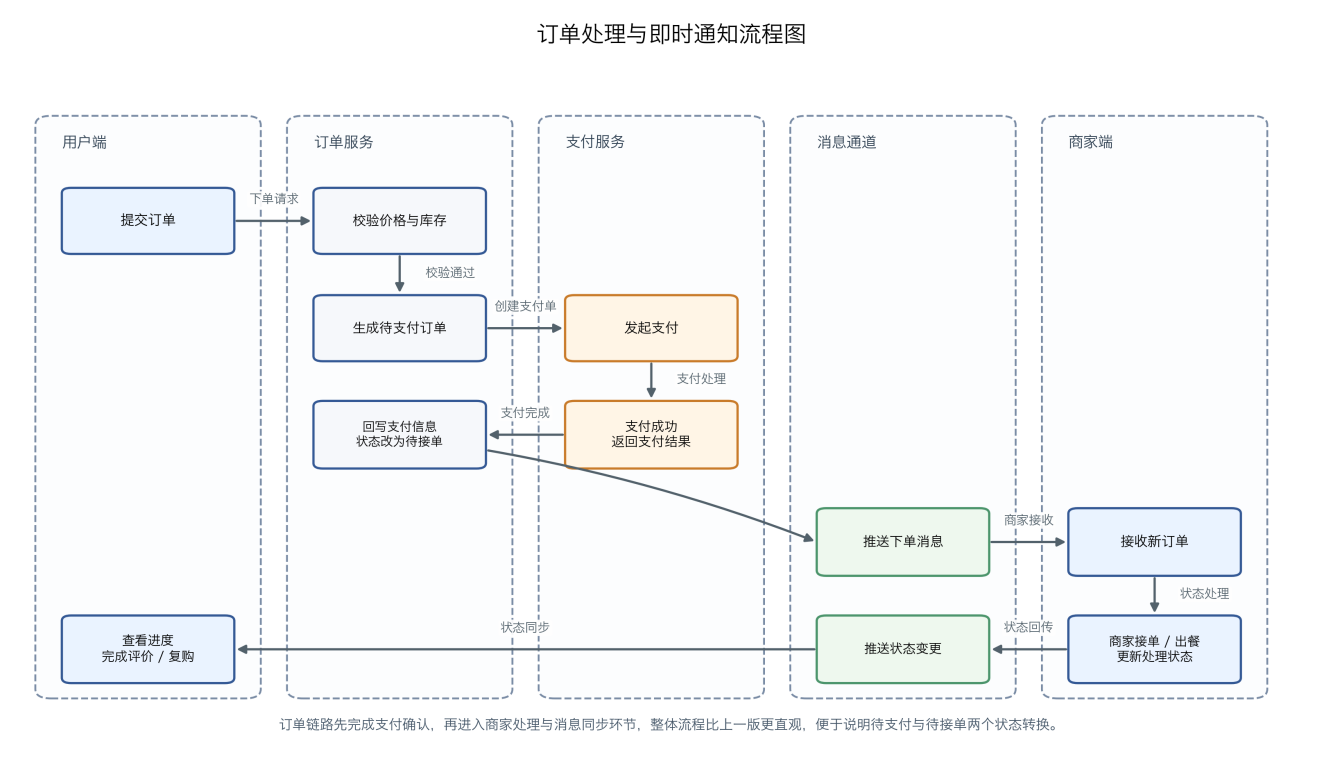 订单处理与即时通知流程图
用户端
订单服务
支付服务
消息通道
商家端
下单请求
提交订单
校验价格与库存
校验通过
创建支付单
生成待支付订单
发起支付
支付处理
支付完成
回写支付信息
状态改为待接单
支付成功
返回支付结果
商家接收
推送下单消息
接收新订单
状态处理
状态同步
状态回传
查看进度
完成评价 / 复购
推送状态变更
商家接单 / 出餐
更新处理状态
订单链路先完成支付确认，再进入商家处理与消息同步环节，整体流程比上一版更直观，便于说明待支付与待接单两个状态转换。